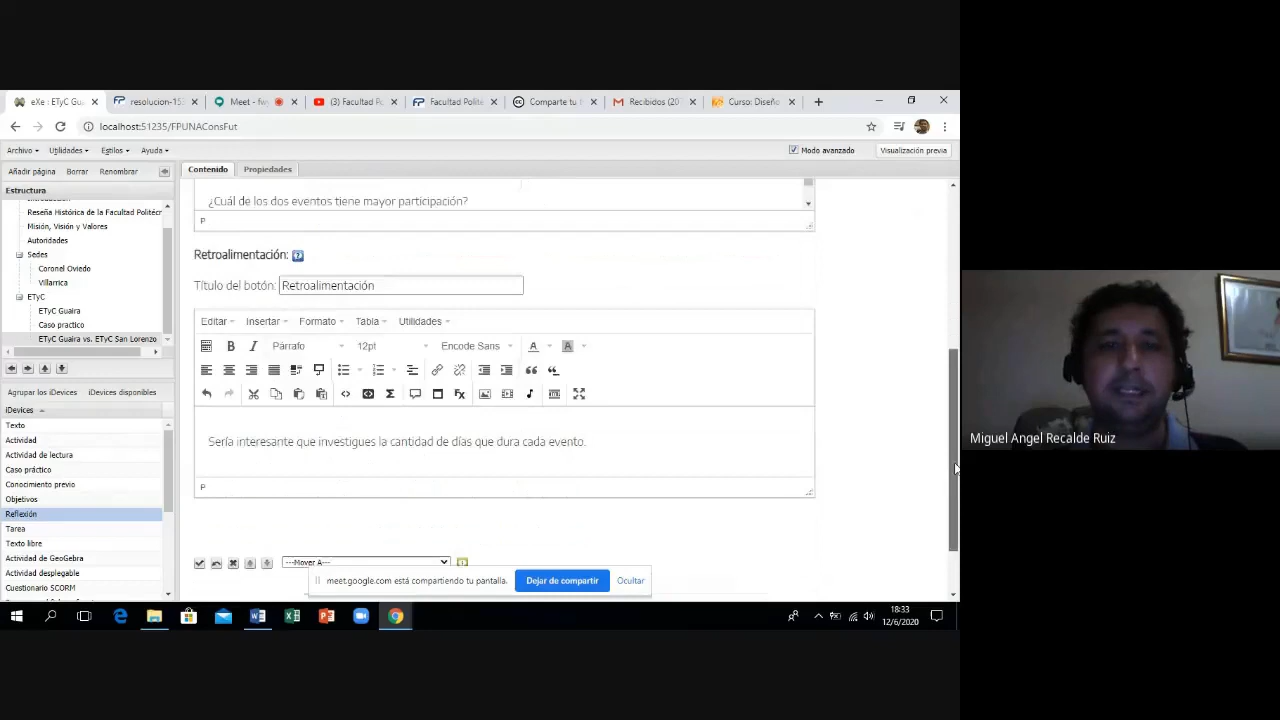 eXe : ETyC Gua
resolucion-15
Meet - fw
(3) Facultad Po
Facultad Polité
Comparte tu
Recibidos (20
Curso: Diseño
localhost:51235/FPUNAConsFut
Archivo Utilidades Estilos Ayuda
Modo avanzado
Visualización previa
Añadir página Borrar Renombrar
Contenido
Propiedades
Estructura
Reseña Histórica de la Facultad Politécr
Misión, Visión y Valores
Autoridades
Sedes
Coronel Oviedo
Villarrica
ETyC
ETyC Guaira
Caso practico
ETyC Guaira vs. ETyC San Lorenzo
Agrupar los iDevices
iDevices disponibles
iDevices
Texto
Actividad
Actividad de lectura
Caso práctico
Conocimiento previo
Objetivos
Reflexión
Tarea
Texto libre
Actividad de GeoGebra
Actividad desplegable
Cuestionario SCORM
¿Cuál de los dos eventos tiene mayor participación?
P
Retroalimentación:
Título del botón: Retroalimentación
Editar Insertar Formato Tabla Utilidades
B I Párrafo 12pt Encode Sans A A
Sería interesante que investigues la cantidad de días que dura cada evento.
P
---Mover A---
meet.google.com está compartiendo tu pantalla.
Dejar de compartir
Ocultar
18:33
12/6/2020
Miguel Angel Recalde Ruiz